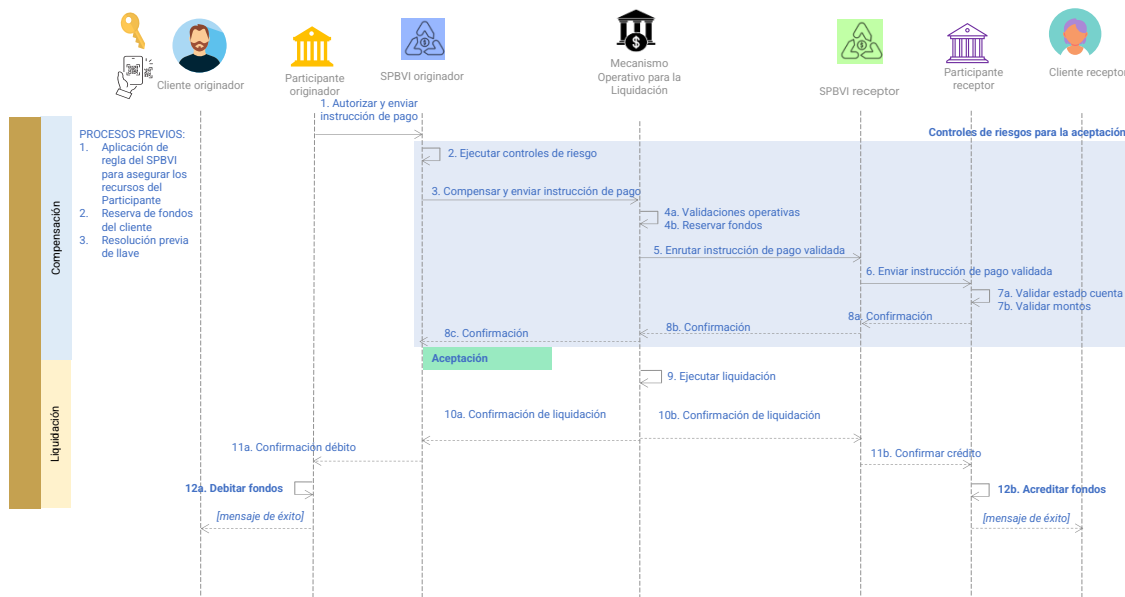 Cliente originador
Participante
originador
SPBVI originador
Mecanismo
Operativo para la
Liquidación
SPBVI receptor
Participante
receptor
Cliente receptor
Compensación
Liquidación
PROCESOS PREVIOS:
1. Aplicación de
regla del SPBVI
para asegurar los
recursos del
Participante
2. Reserva de fondos
del cliente
3. Resolución previa
de llave
1. Autorizar y enviar
instrucción de pago
Controles de riesgos para la aceptación
2. Ejecutar controles de riesgo
3. Compensar y enviar instrucción de pago
4a. Validaciones operativas
4b. Reservar fondos
5. Enrutar instrucción de pago validada
6. Enviar instrucción de pago validada
7a. Validar estado cuenta
7b. Validar montos
8a. Confirmación
8b. Confirmación
8c. Confirmación
Aceptación
9. Ejecutar liquidación
10a. Confirmación de liquidación
10b. Confirmación de liquidación
11a. Confirmación débito
11b. Confirmar crédito
12a. Debitar fondos
12b. Acreditar fondos
[mensaje de éxito]
[mensaje de éxito]